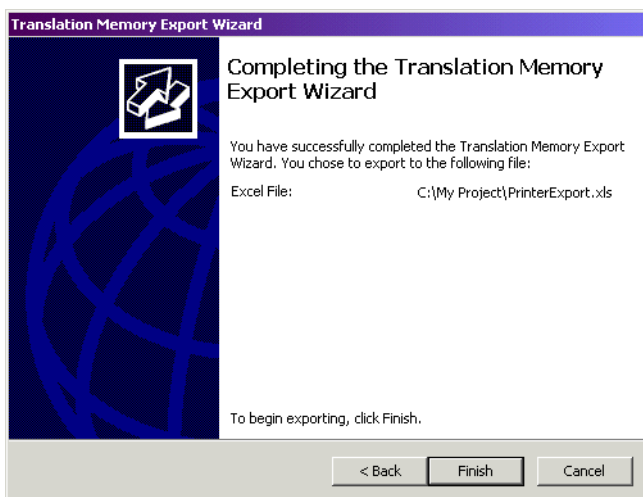 Translation Memory Export Wizard
Completing the Translation Memory
Export Wizard
You have successfully completed the Translation Memory Export
Wizard. You chose to export to the following file:
Excel File: C:\My Project\PrinterExport.xls
To begin exporting, click Finish.
< Back Finish Cancel